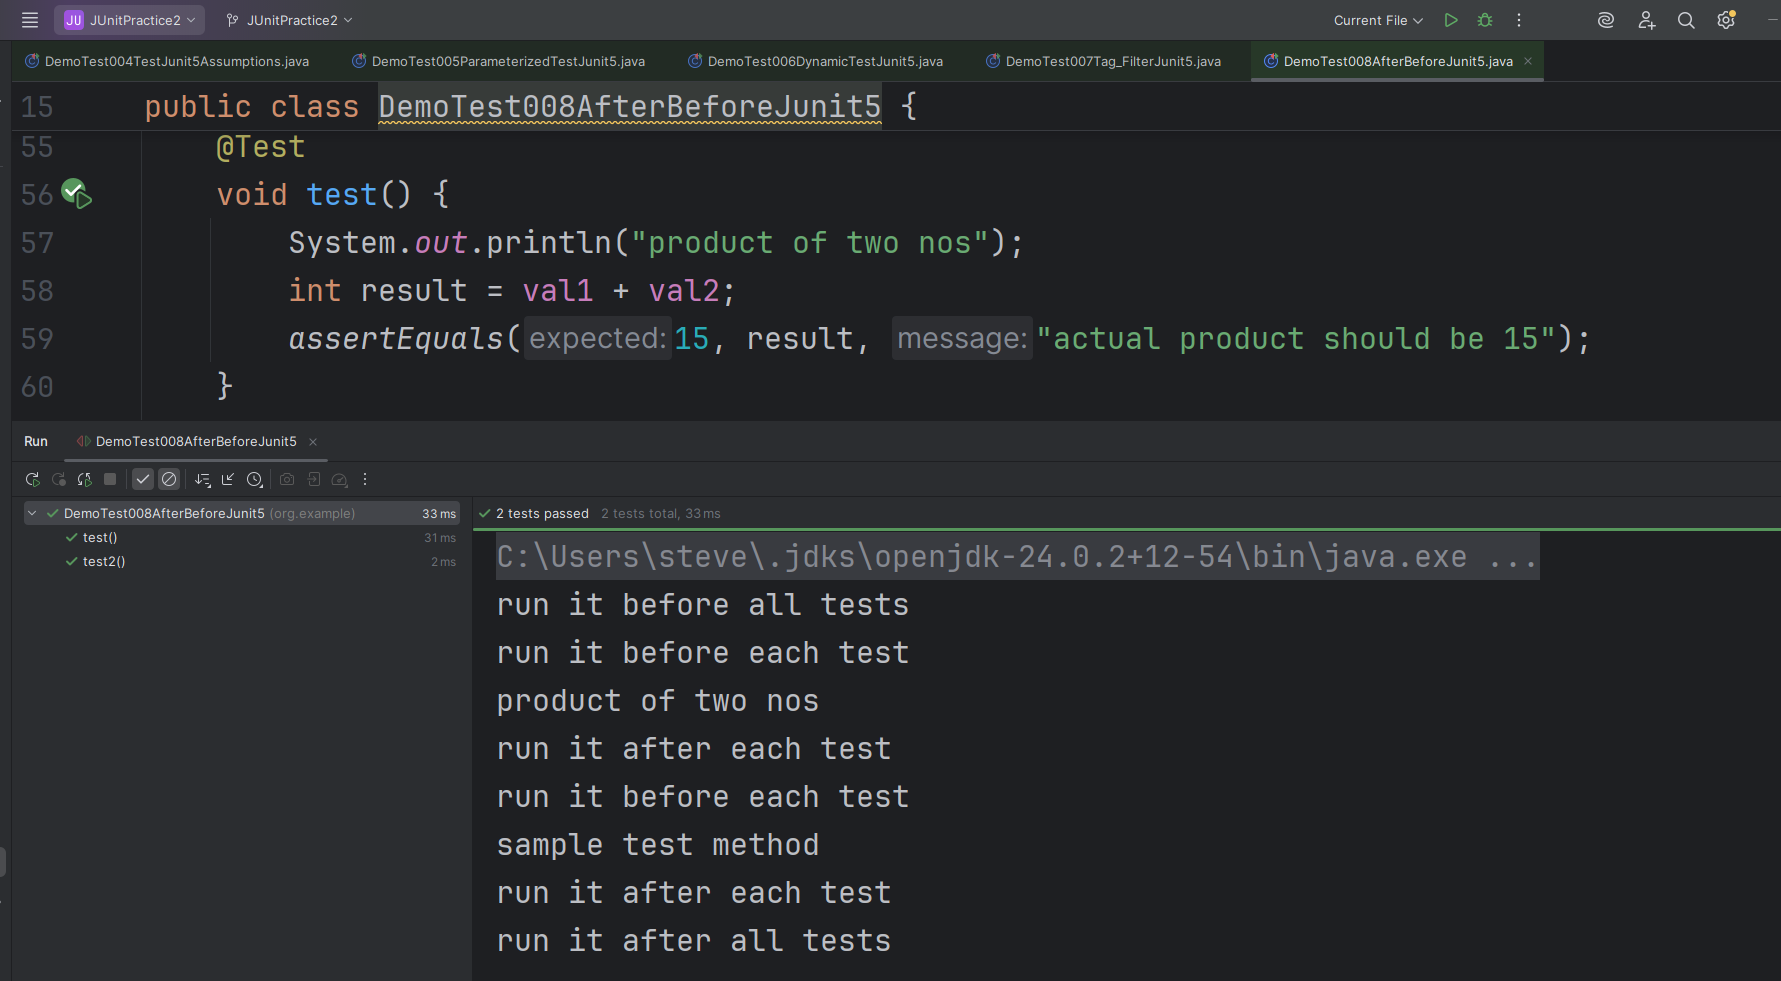 JU JUnitPractice2 JUnitPractice2 Current File
DemoTest004TestJunit5Assumptions.java DemoTest005ParameterizedTestJunit5.java DemoTest006DynamicTestJunit5.java DemoTest007Tag_FilterJunit5.java DemoTest008AfterBeforeJunit5.java
15 public class DemoTest008AfterBeforeJunit5 {
55 @Test
56 void test() {
57 System.out.println("product of two nos");
58 int result = val1 + val2;
59 assertEquals( expected: 15, result, message: "actual product should be 15");
60 }
Run DemoTest008AfterBeforeJunit5
DemoTest008AfterBeforeJunit5 (org.example) 33 ms
test() 31 ms
test2() 2 ms
2 tests passed 2 tests total, 33 ms
C:\Users\steve\.jdks\openjdk-24.0.2+12-54\bin\java.exe ...
run it before all tests
run it before each test
product of two nos
run it after each test
run it before each test
sample test method
run it after each test
run it after all tests